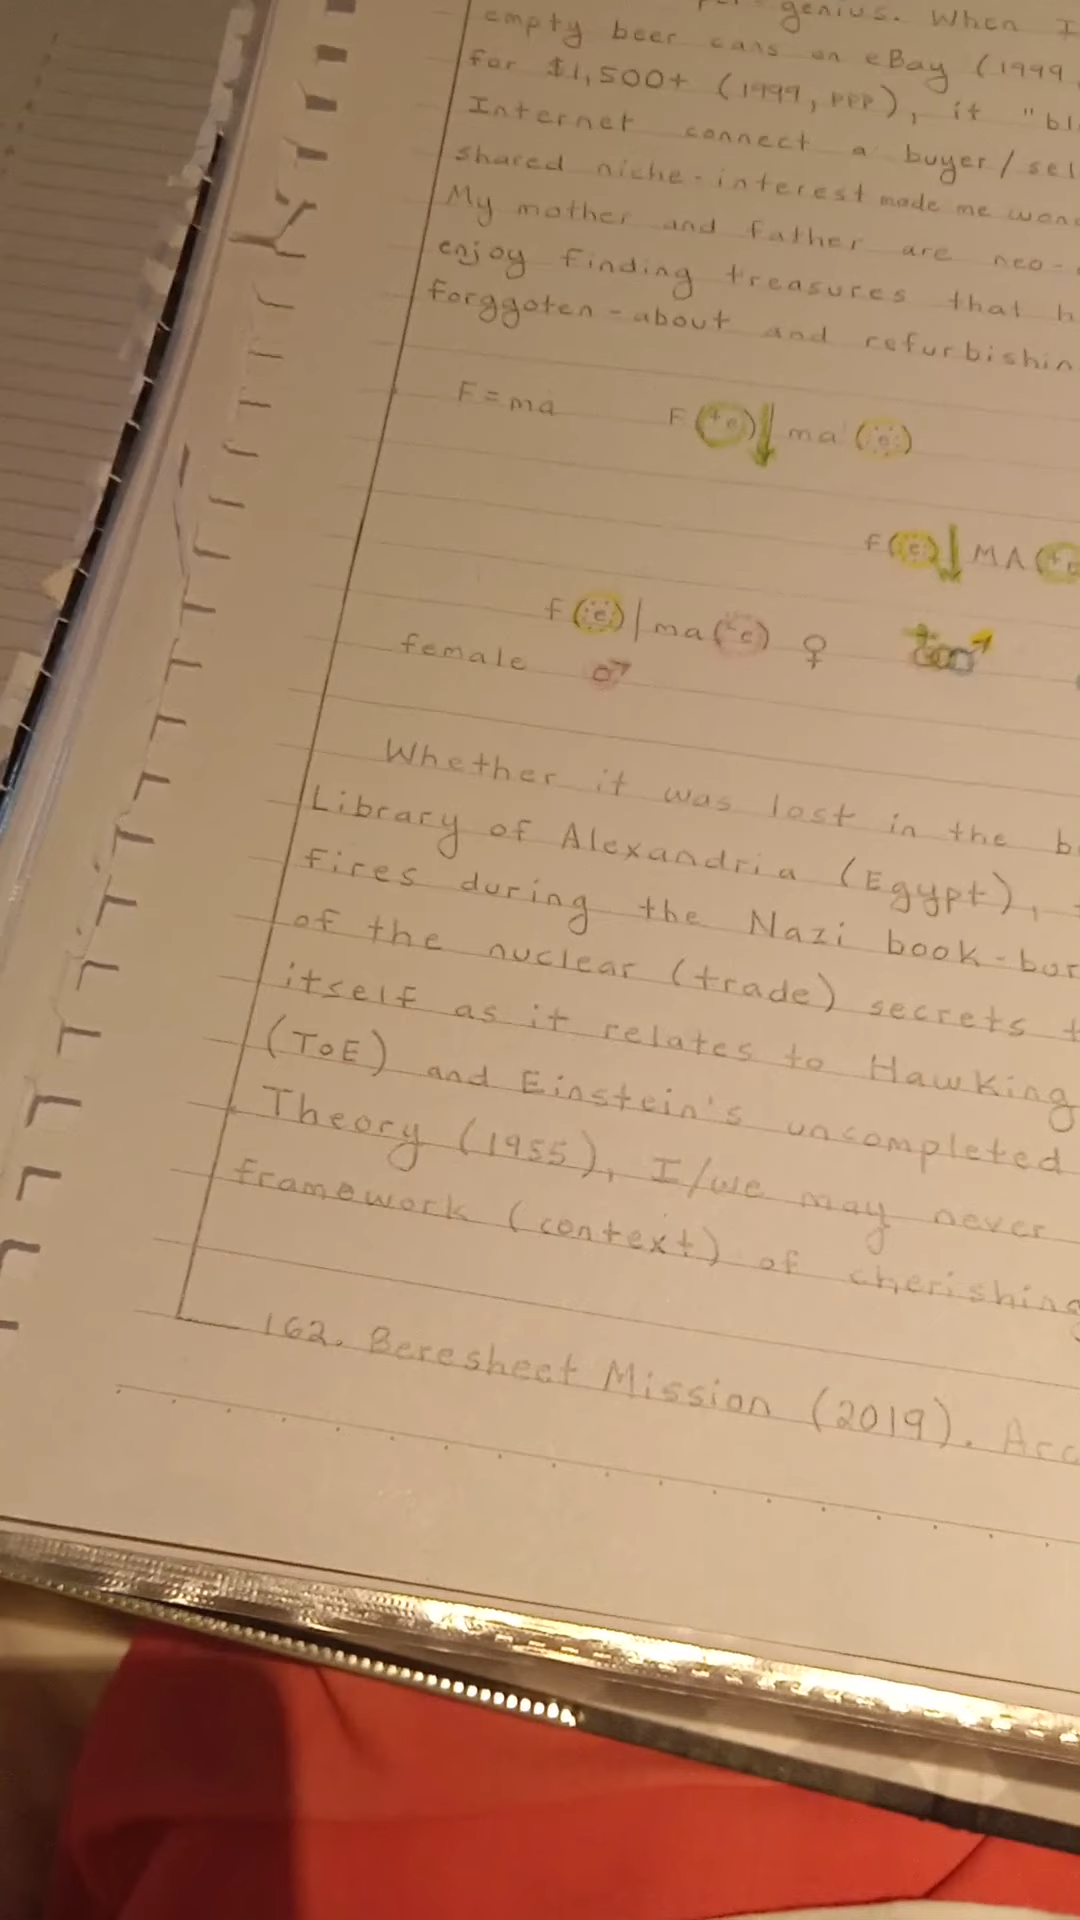 genius. When I
empty beer cans on eBay (1999
for $1,500+ (1999, PPP), it "bl
Internet connect a buyer/sel
shared niche-interest made me won
My mother and father are neo-
enjoy finding treasures that h
forggoten-about and refurbishin
F=ma F(+e)↓ma(e)
f(e)↓MA(+e
f(e)|ma(-e) ♀
female ♂
Whether it was lost in the b
Library of Alexandria (Egypt),
fires during the Nazi book-bur
of the nuclear (trade) secrets t
itself as it relates to Hawking
(ToE) and Einstein's uncompleted
Theory (1955), I/we may never
framework (context) of cherishing
162. Beresheet Mission (2019). Acc